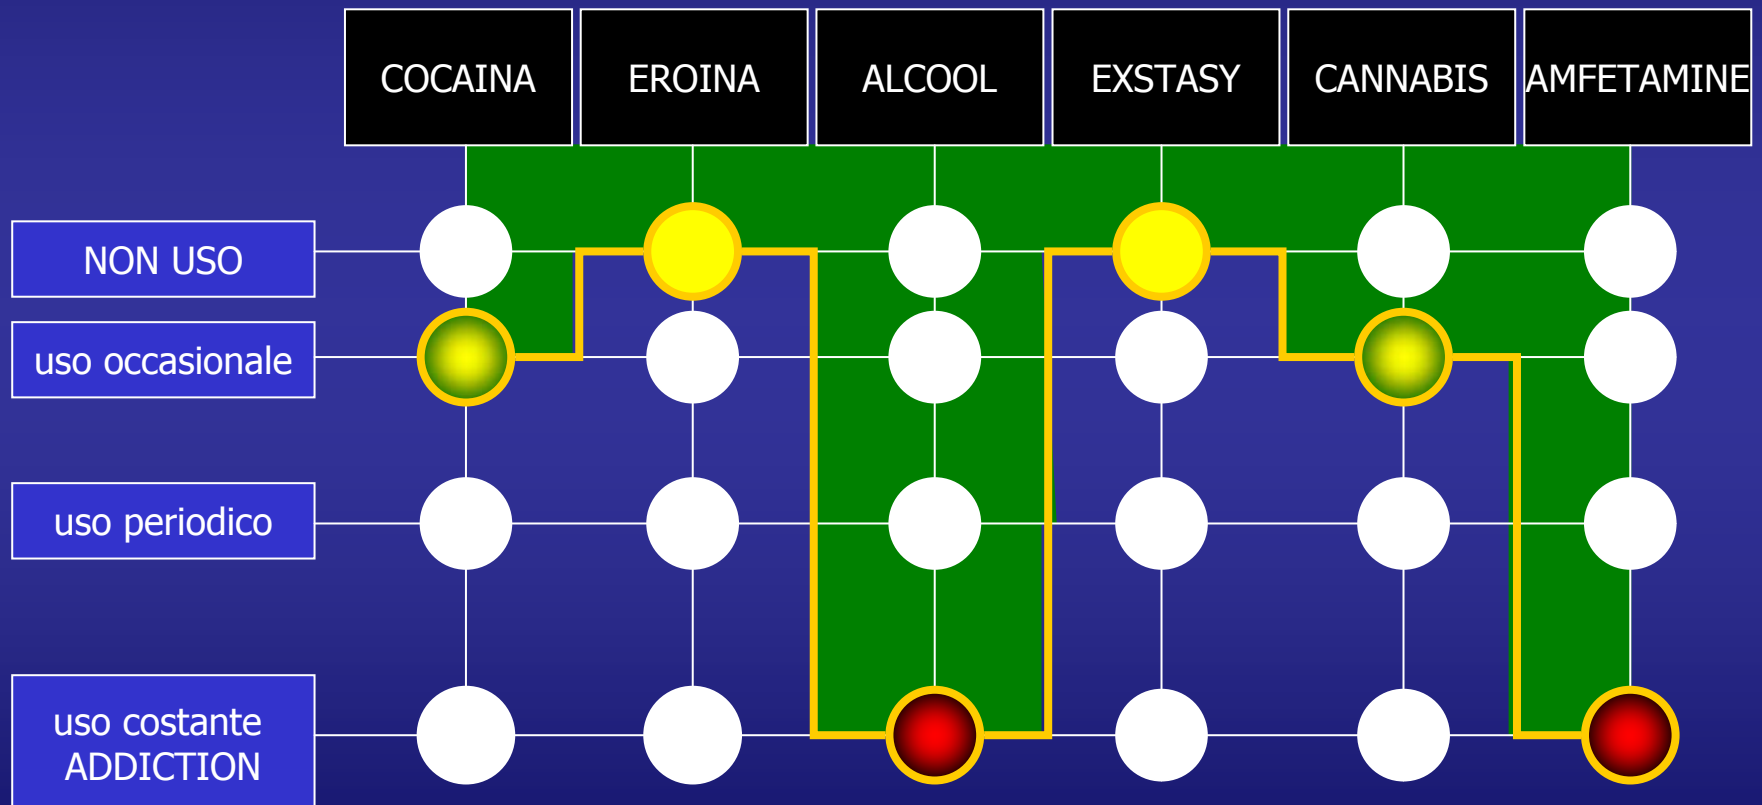 COCAINA
EROINA
ALCOOL
EXSTASY
CANNABIS
AMFETAMINE
NON USO
uso occasionale
uso periodico
uso costante
ADDICTION